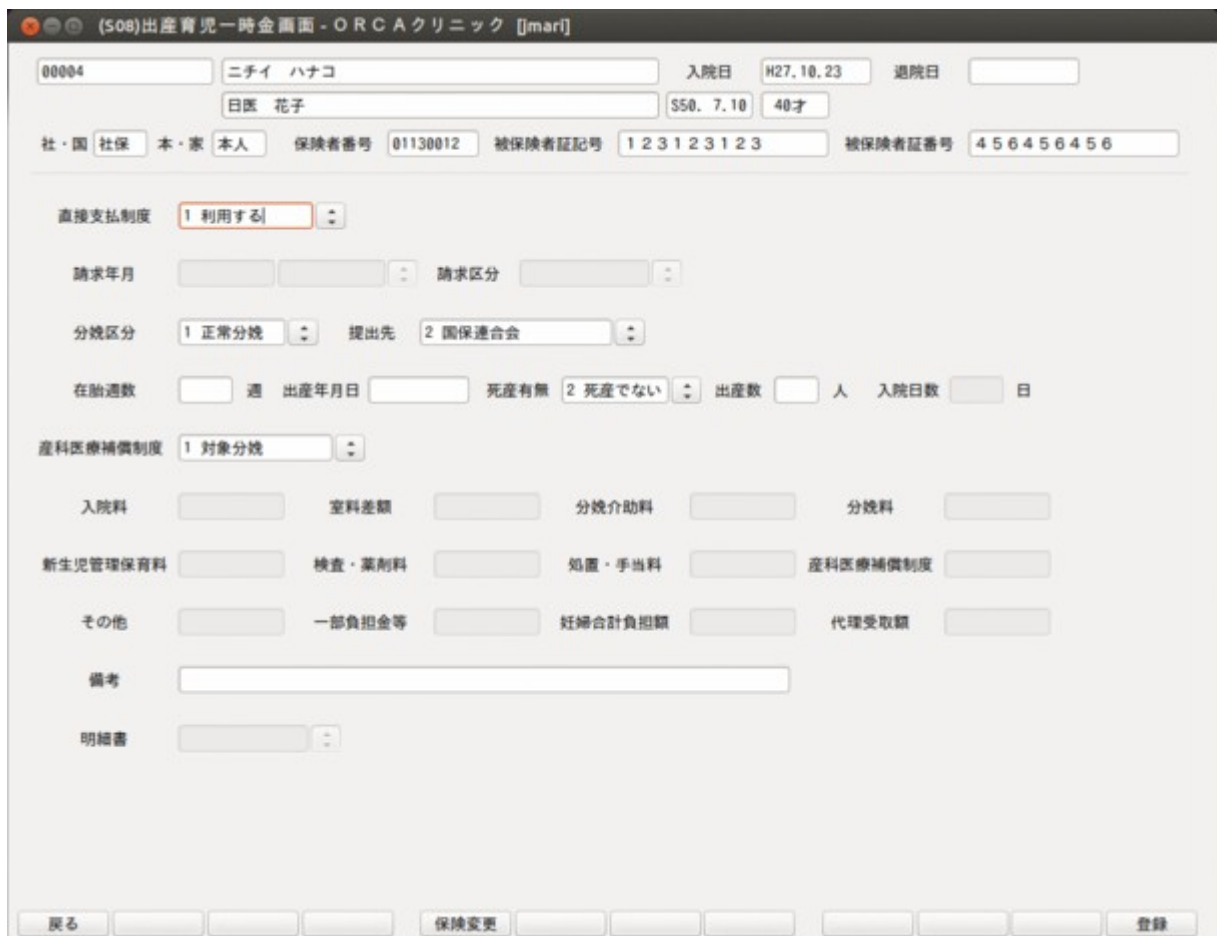 (S08)出産育児一時金画面-ＯＲＣＡクリニック [jmari]
00004 ニチイ　ハナコ 入院日 H27.10.23 退院日
日医　花子 S50. 7.10 40才
社・国 社保 本・家 本人 保険者番号 01130012 被保険者証記号 １２３１２３１２３ 被保険者証番号 ４５６４５６４５６
直接支払制度 1 利用する
請求年月 請求区分
分娩区分 1 正常分娩 提出先 2 国保連合会
在胎週数 週 出産年月日 死産有無 2 死産でない 出産数 人 入院日数 日
産科医療補償制度 1 対象分娩
入院料 室料差額 分娩介助料 分娩料
新生児管理保育料 検査・薬剤料 処置・手当料 産科医療補償制度
その他 一部負担金等 妊婦合計負担額 代理受取額
備考
明細書
戻る 保険変更 登録